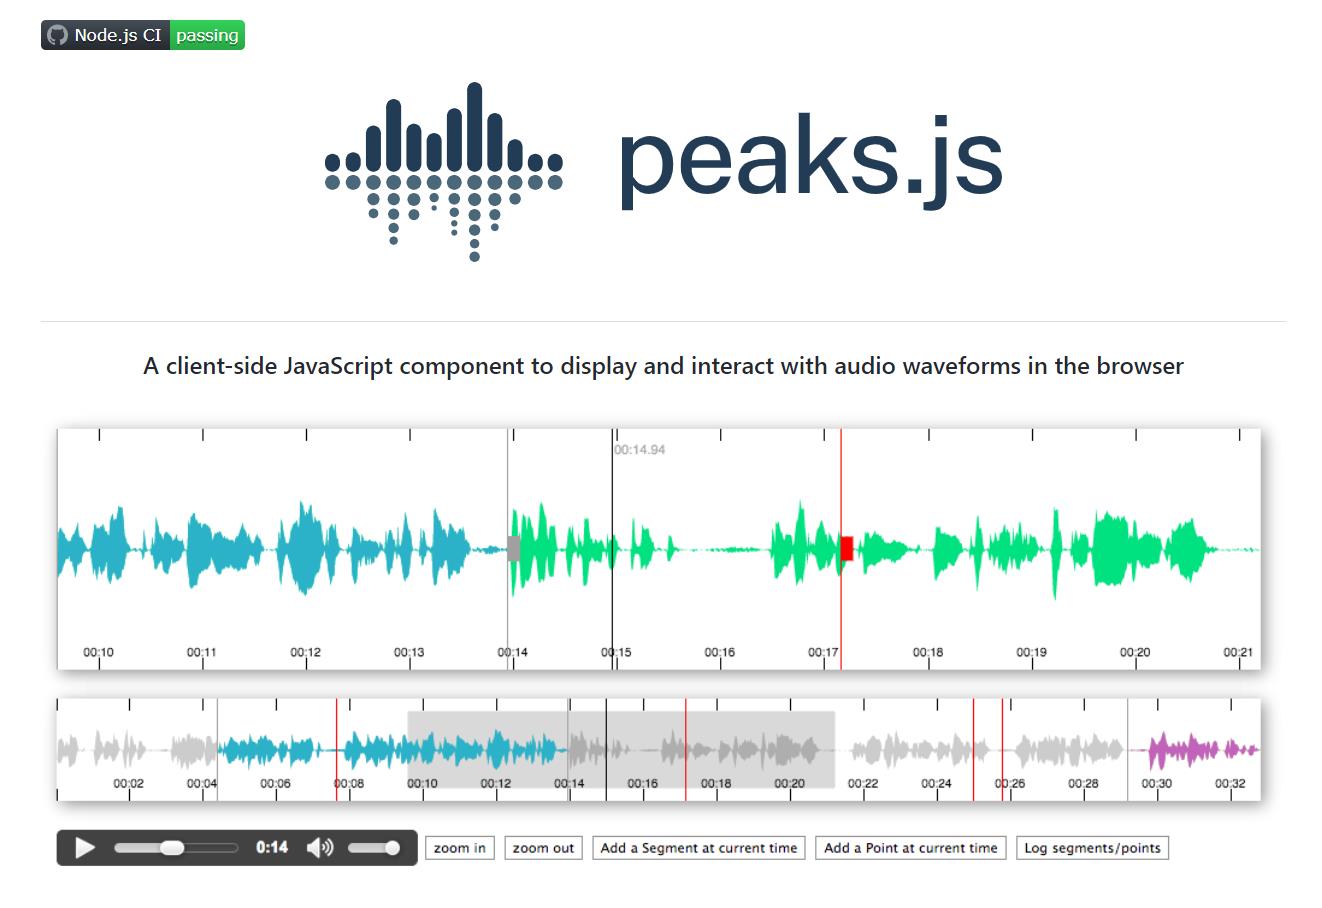 Node.js CI passing
peaks.js
A client-side JavaScript component to display and interact with audio waveforms in the browser
00:14.94
00:10 00:11 00:12 00:13 00:14 00:15 00:16 00:17 00:18 00:19 00:20 00:21
00:02 00:04 00:06 00:08 00:10 00:12 00:14 00:16 00:18 00:20 00:22 00:24 00:26 00:28 00:30 00:32
0:14 zoom in zoom out Add a Segment at current time Add a Point at current time Log segments/points